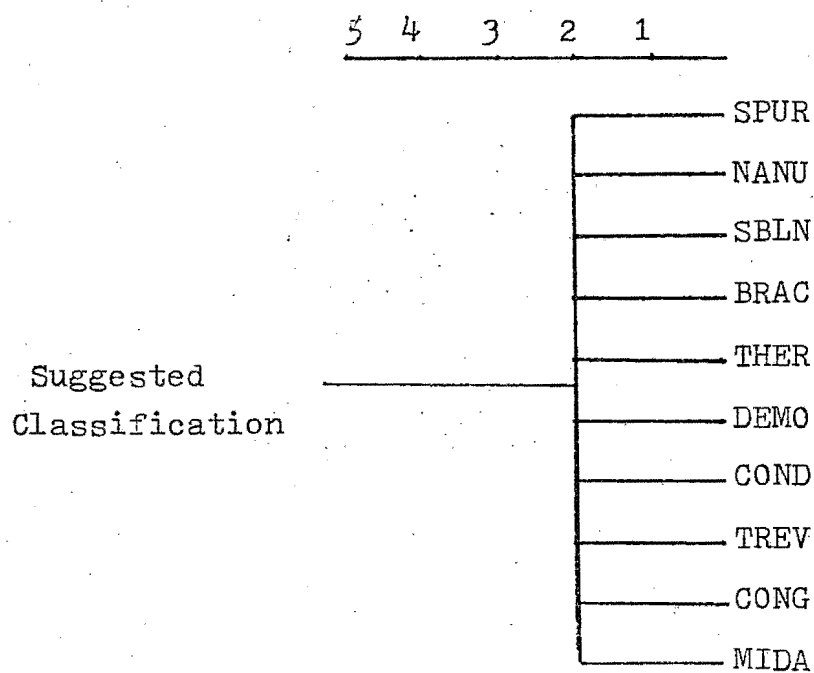 5 4 3 2 1
SPUR
NANU
SBLN
BRAC
THER
Suggested
Classification
DEMO
COND
TREV
CONG
MIDA